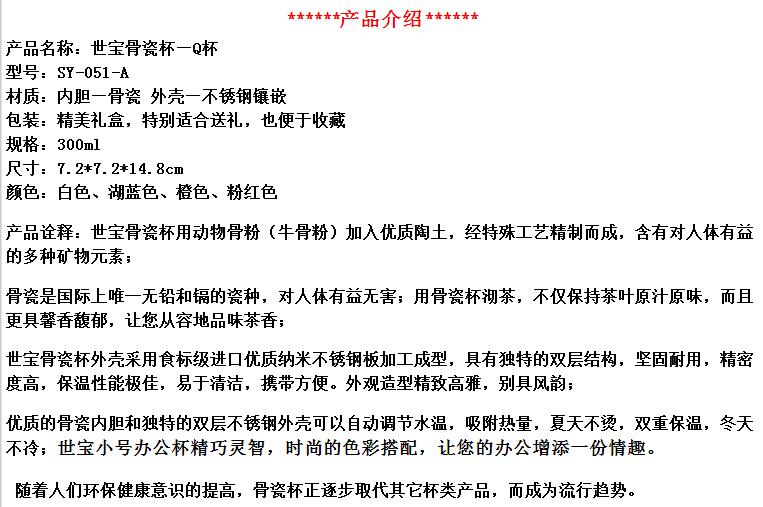 ******产品介绍******
产品名称：世宝骨瓷杯—Q杯
型号：SY-051-A
材质：内胆—骨瓷 外壳—不锈钢镶嵌
包装：精美礼盒，特别适合送礼，也便于收藏
规格：300ml
尺寸：7.2*7.2*14.8cm
颜色：白色、湖蓝色、橙色、粉红色
产品诠释：世宝骨瓷杯用动物骨粉（牛骨粉）加入优质陶土，经特殊工艺精制而成，含有对人体有益
的多种矿物元素；
骨瓷是国际上唯一无铅和镉的瓷种，对人体有益无害；用骨瓷杯沏茶，不仅保持茶叶原汁原味，而且
更具馨香馥郁，让您从容地品味茶香；
世宝骨瓷杯外壳采用食标级进口优质纳米不锈钢板加工成型，具有独特的双层结构，坚固耐用，精密
度高，保温性能极佳，易于清洁，携带方便。外观造型精致高雅，别具风韵；
优质的骨瓷内胆和独特的双层不锈钢外壳可以自动调节水温，吸附热量，夏天不烫，双重保温，冬天
不冷；世宝小号办公杯精巧灵智，时尚的色彩搭配，让您的办公增添一份情趣。
随着人们环保健康意识的提高，骨瓷杯正逐步取代其它杯类产品，而成为流行趋势。